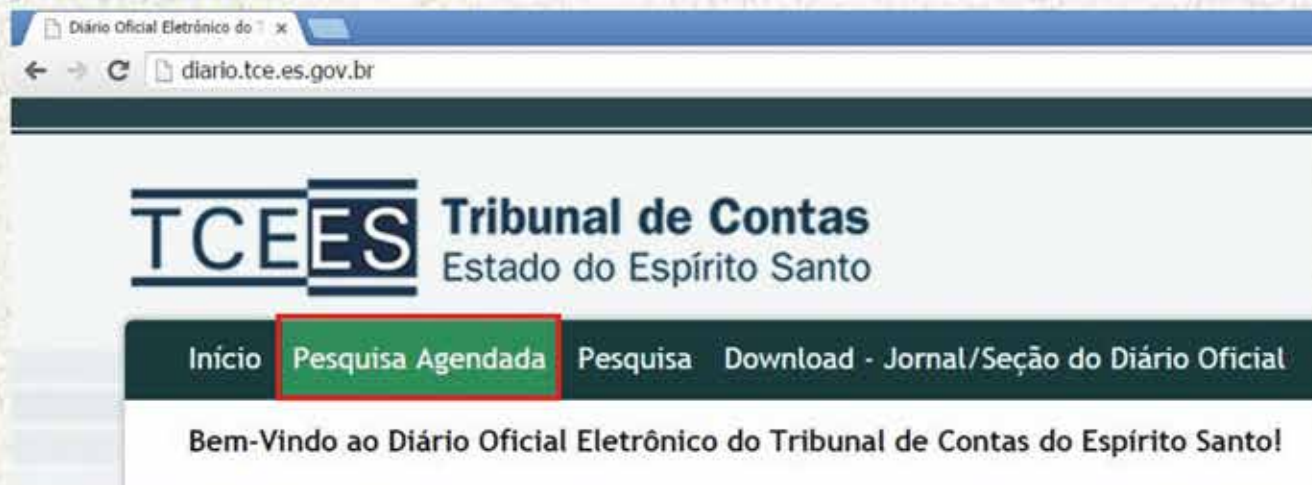 Diário Oficial Eletrônico do T
diario.tce.es.gov.br
TCEES
Tribunal de Contas
Estado do Espírito Santo
Início Pesquisa Agendada Pesquisa Download - Jornal/Seção do Diário Oficial
Bem-Vindo ao Diário Oficial Eletrônico do Tribunal de Contas do Espírito Santo!